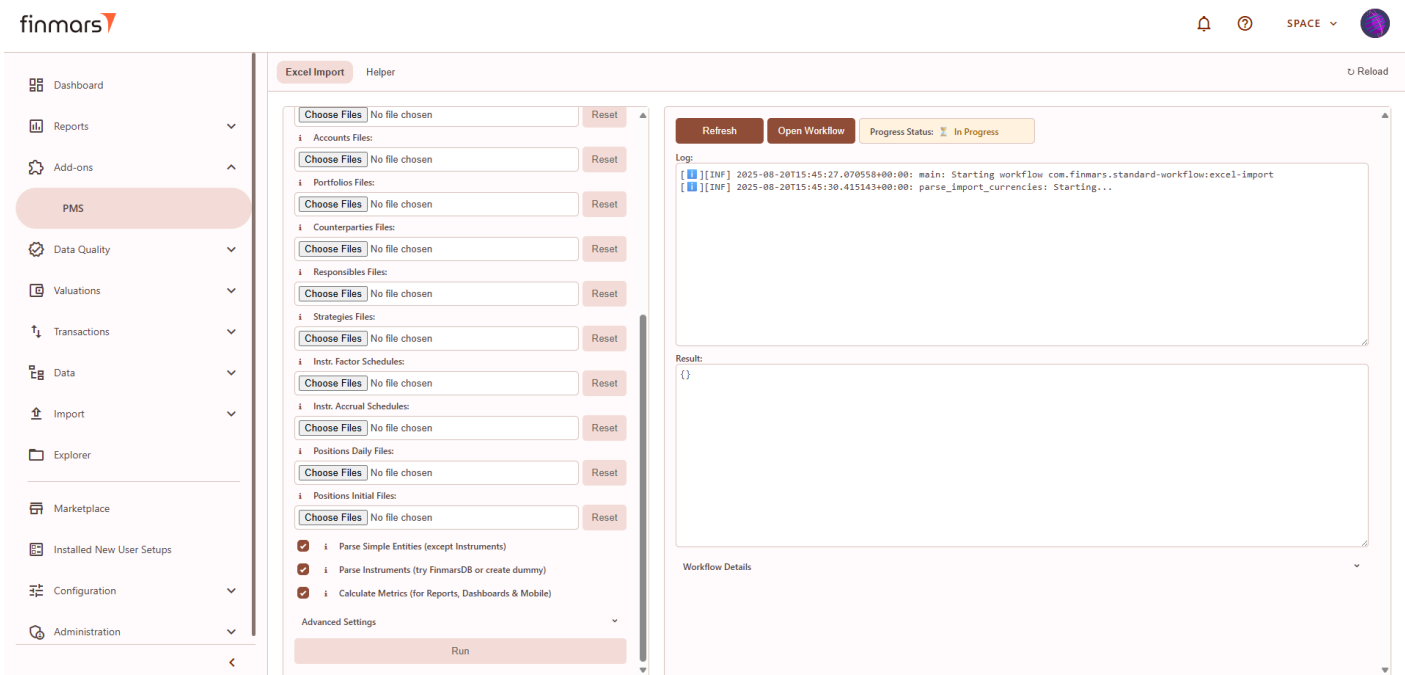 finmars
SPACE
Dashboard
Reports
Add-ons
PMS
Data Quality
Valuations
Transactions
Data
Import
Explorer
Marketplace
Installed New User Setups
Configuration
Administration
Excel Import
Helper
Reload
Choose Files No file chosen
Reset
Accounts Files:
Choose Files No file chosen
Reset
Portfolios Files:
Choose Files No file chosen
Reset
Counterparties Files:
Choose Files No file chosen
Reset
Responsibles Files:
Choose Files No file chosen
Reset
Strategies Files:
Choose Files No file chosen
Reset
Instr. Factor Schedules:
Choose Files No file chosen
Reset
Instr. Accrual Schedules:
Choose Files No file chosen
Reset
Positions Daily Files:
Choose Files No file chosen
Reset
Positions Initial Files:
Choose Files No file chosen
Reset
Parse Simple Entities (except Instruments)
Parse Instruments (try FinmarsDB or create dummy)
Calculate Metrics (for Reports, Dashboards & Mobile)
Advanced Settings
Run
Refresh
Open Workflow
Progress Status: ⏳ In Progress
Log:
[ℹ️][INF] 2025-08-20T15:45:27.070558+00:00: main: Starting workflow com.finmars.standard-workflow:excel-import
[ℹ️][INF] 2025-08-20T15:45:30.415143+00:00: parse_import_currencies: Starting...
Result:
{}
Workflow Details